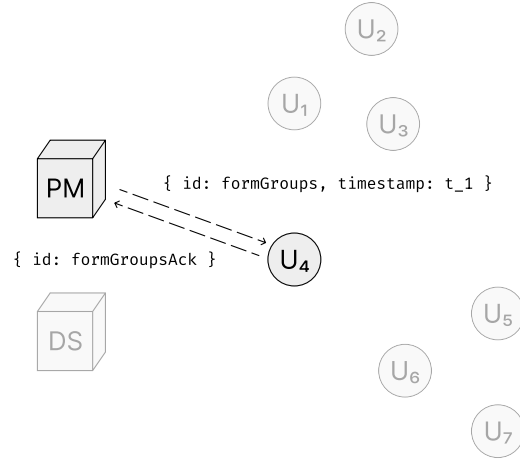 U₂
U₁
U₃
PM
{ id: formGroups, timestamp: t_1 }
{ id: formGroupsAck }
U₄
DS
U₅
U₆
U₇